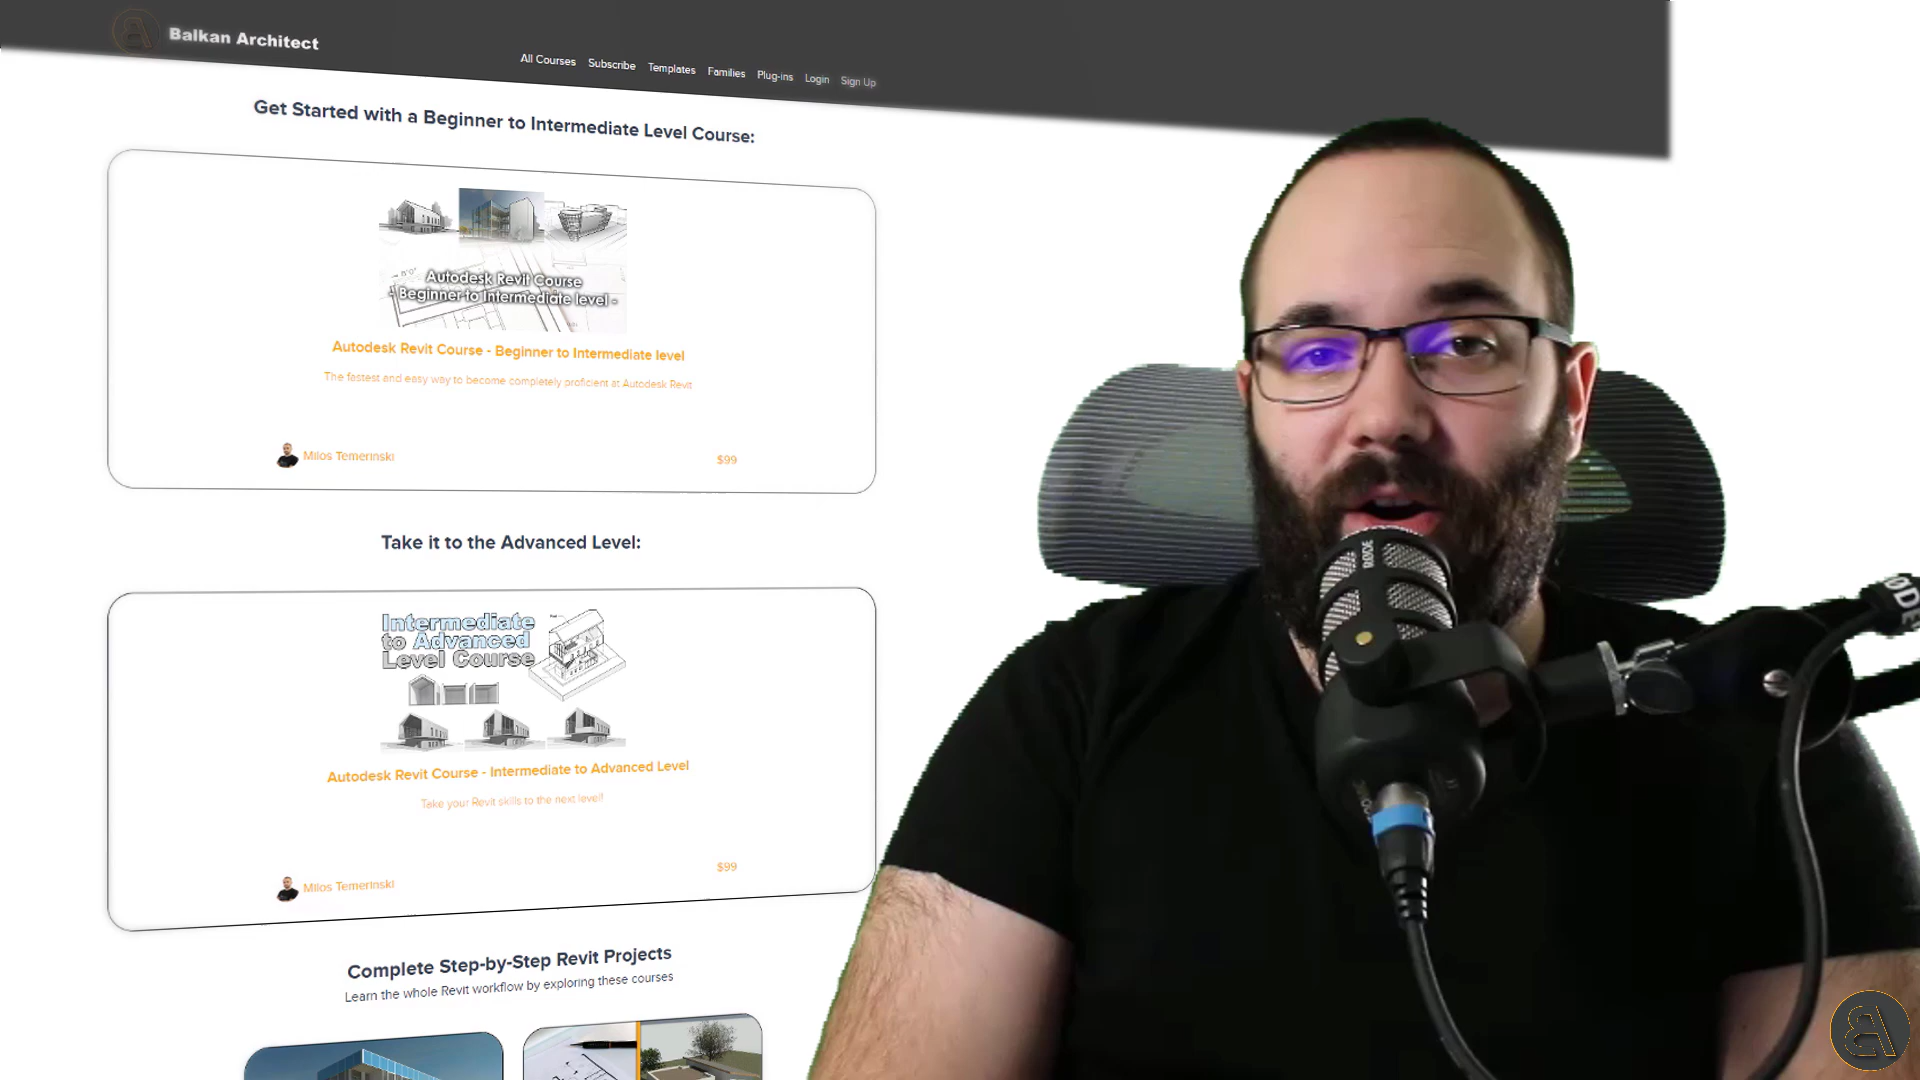 Balkan Architect
All Courses Subscribe Templates Families Plug-ins Login Sign Up
Get Started with a Beginner to Intermediate Level Course:
Autodesk Revit Course
- Beginner to Intermediate level -
Autodesk Revit Course - Beginner to Intermediate level
The fastest and easy way to become completely proficient at Autodesk Revit
Milos Temerinski
$99
Take it to the Advanced Level:
Intermediate
to Advanced
Level Course
Autodesk Revit Course - Intermediate to Advanced Level
Take your Revit skills to the next level!
Milos Temerinski
$99
Complete Step-by-Step Revit Projects
Learn the whole Revit workflow by exploring these courses
RØDE